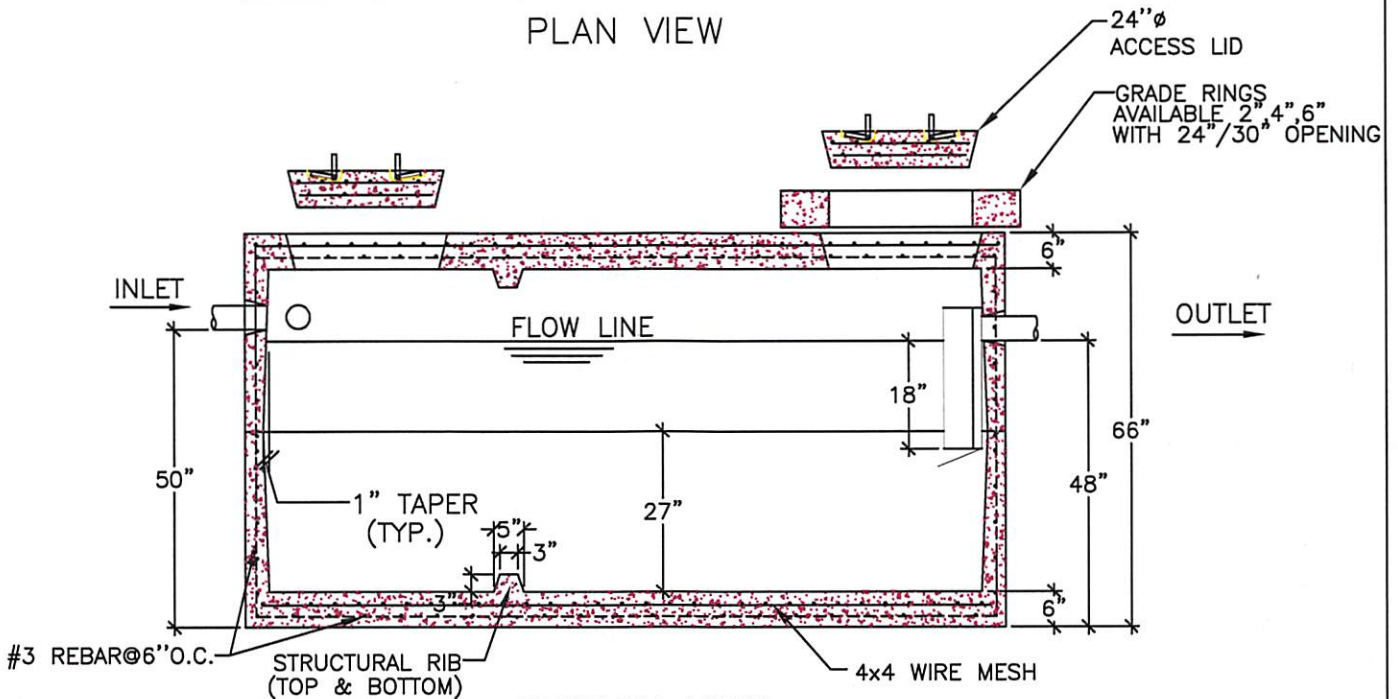 PLAN VIEW
24"ø
ACCESS LID
GRADE RINGS
AVAILABLE 2",4",6"
WITH 24"/30" OPENING
6"
INLET
FLOW LINE
OUTLET
18"
66"
50"
48"
1" TAPER
(TYP.)
27"
5"
3"
3"
6"
#3 REBAR@6"O.C.
STRUCTURAL RIB
(TOP & BOTTOM)
4x4 WIRE MESH